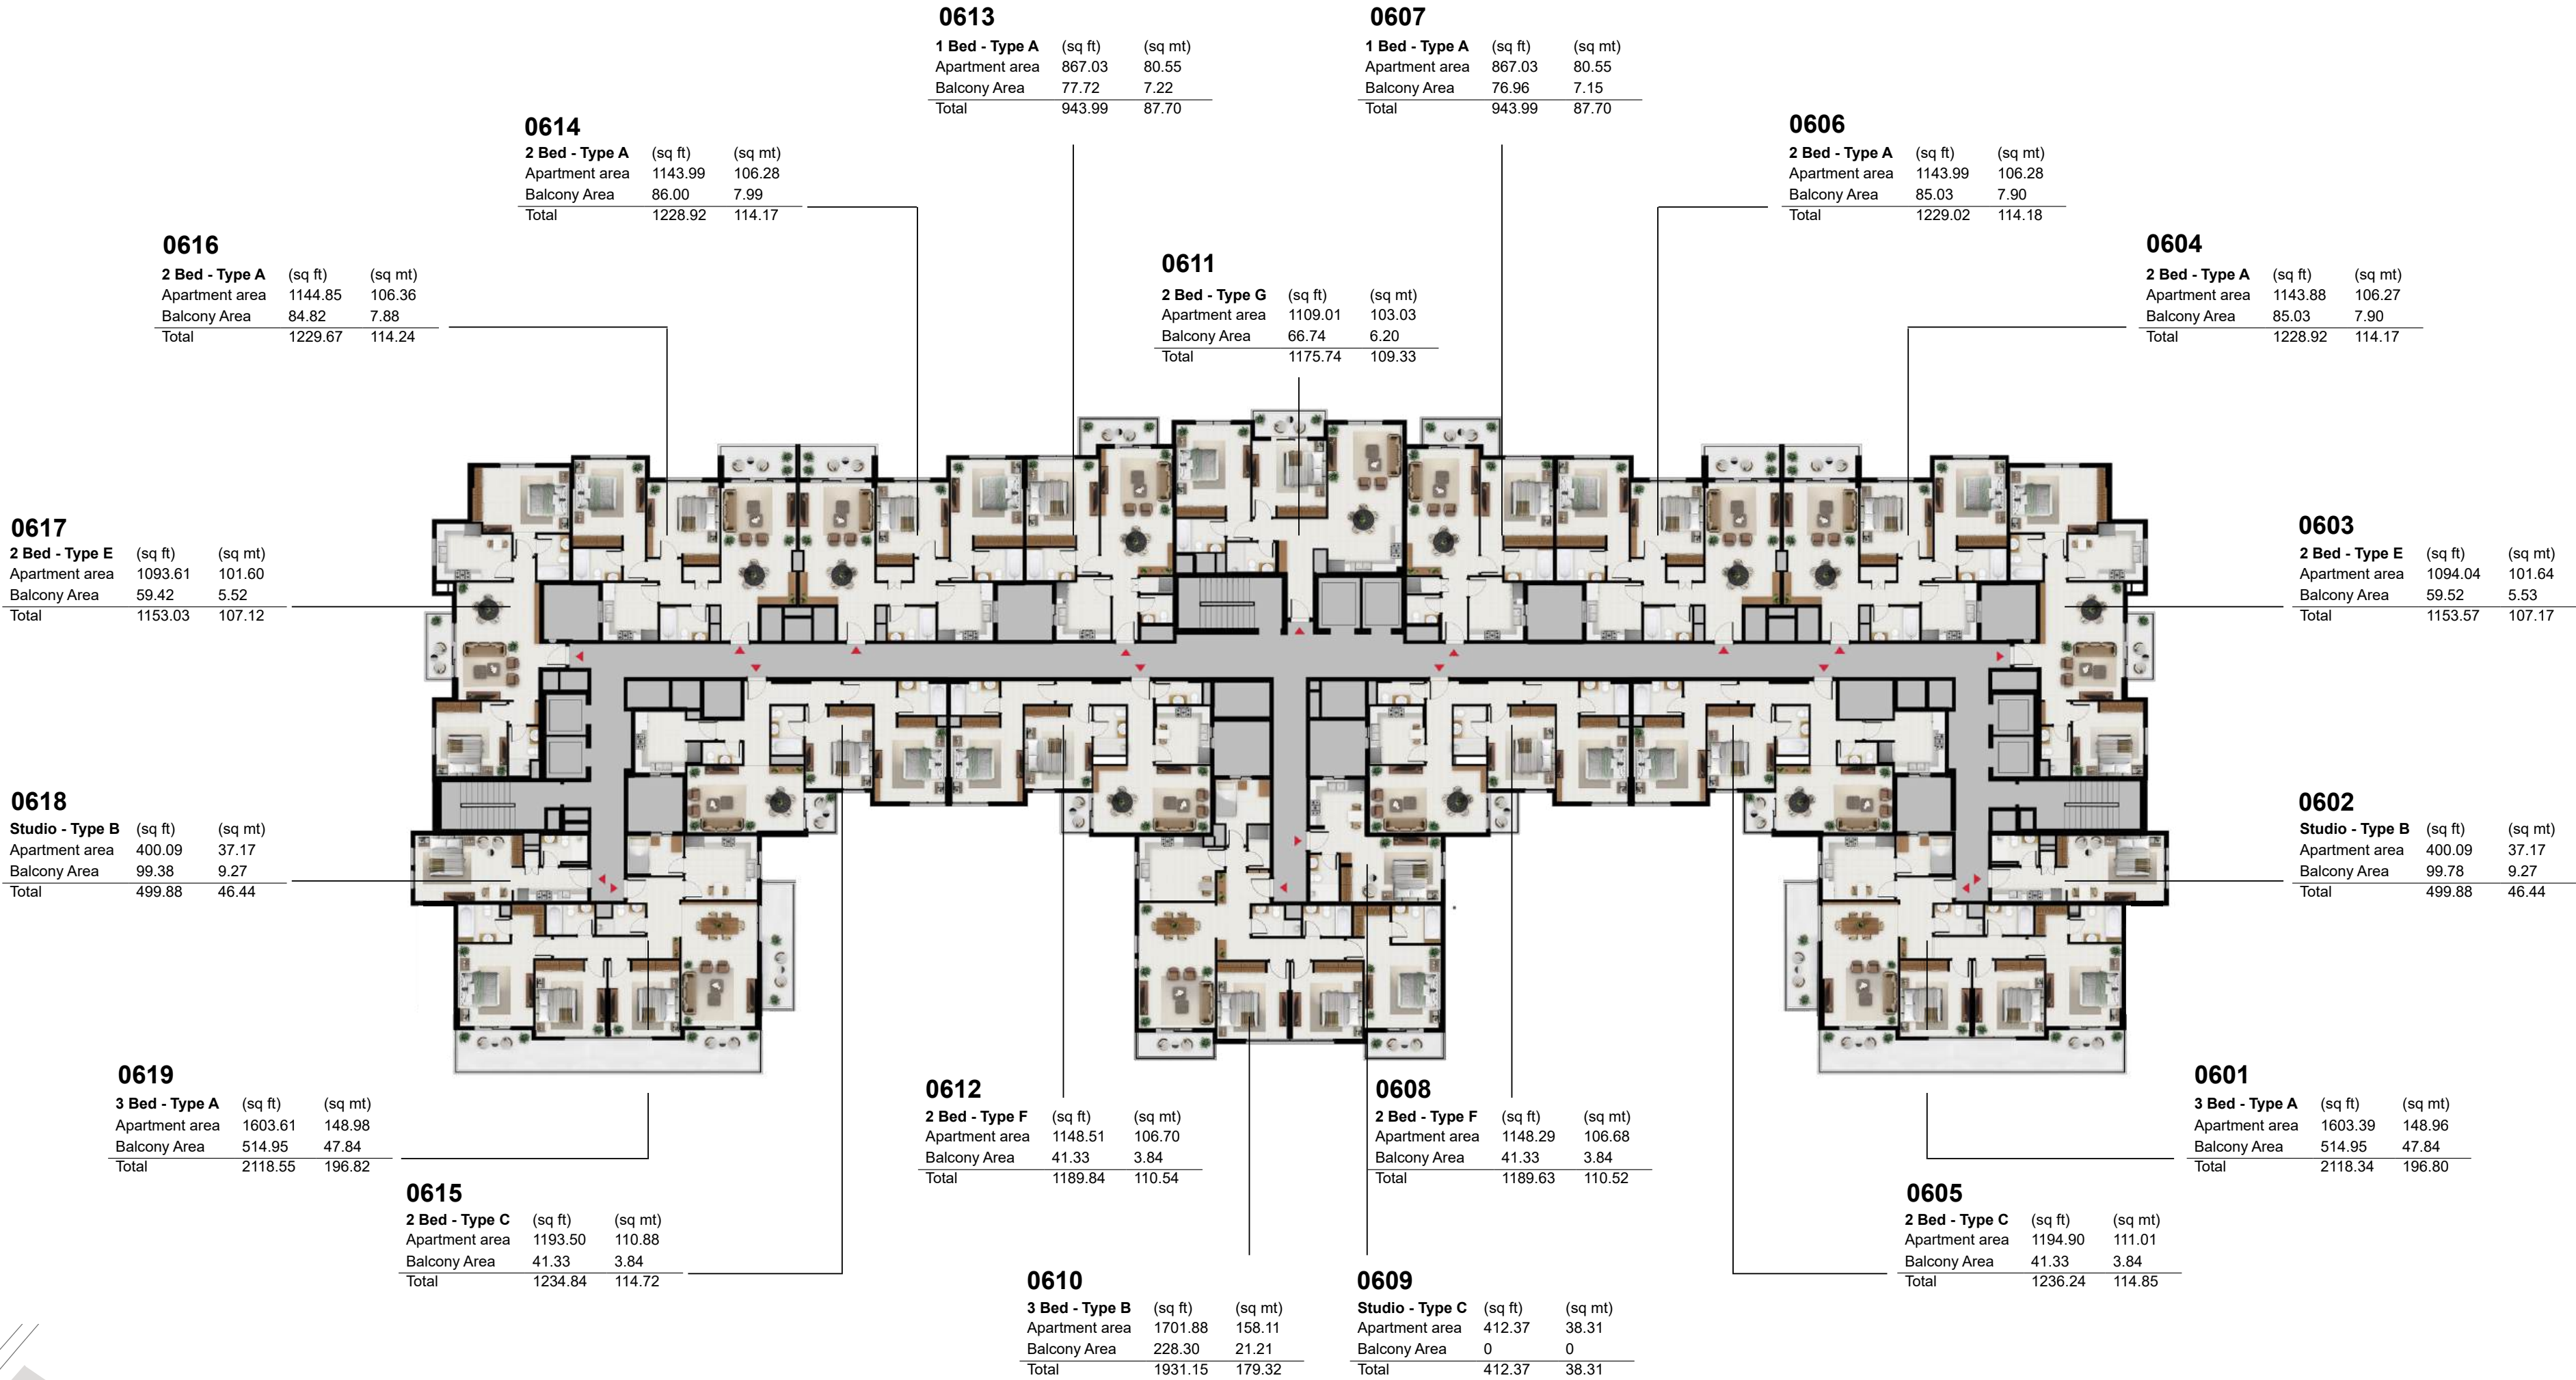 0613
1 Bed - Type A (sq ft) (sq mt)
Apartment area 867.03 80.55
Balcony Area 77.72 7.22
Total 943.99 87.70
0607
1 Bed - Type A (sq ft) (sq mt)
Apartment area 867.03 80.55
Balcony Area 76.96 7.15
Total 943.99 87.70
0614
2 Bed - Type A (sq ft) (sq mt)
Apartment area 1143.99 106.28
Balcony Area 86.00 7.99
Total 1228.92 114.17
0606
2 Bed - Type A (sq ft) (sq mt)
Apartment area 1143.99 106.28
Balcony Area 85.03 7.90
Total 1229.02 114.18
0616
2 Bed - Type A (sq ft) (sq mt)
Apartment area 1144.85 106.36
Balcony Area 84.82 7.88
Total 1229.67 114.24
0611
2 Bed - Type G (sq ft) (sq mt)
Apartment area 1109.01 103.03
Balcony Area 66.74 6.20
Total 1175.74 109.33
0604
2 Bed - Type A (sq ft) (sq mt)
Apartment area 1143.88 106.27
Balcony Area 85.03 7.90
Total 1228.92 114.17
0617
2 Bed - Type E (sq ft) (sq mt)
Apartment area 1093.61 101.60
Balcony Area 59.42 5.52
Total 1153.03 107.12
0603
2 Bed - Type E (sq ft) (sq mt)
Apartment area 1094.04 101.64
Balcony Area 59.52 5.53
Total 1153.57 107.17
0618
Studio - Type B (sq ft) (sq mt)
Apartment area 400.09 37.17
Balcony Area 99.38 9.27
Total 499.88 46.44
0602
Studio - Type B (sq ft) (sq mt)
Apartment area 400.09 37.17
Balcony Area 99.78 9.27
Total 499.88 46.44
0619
3 Bed - Type A (sq ft) (sq mt)
Apartment area 1603.61 148.98
Balcony Area 514.95 47.84
Total 2118.55 196.82
0612
2 Bed - Type F (sq ft) (sq mt)
Apartment area 1148.51 106.70
Balcony Area 41.33 3.84
Total 1189.84 110.54
0608
2 Bed - Type F (sq ft) (sq mt)
Apartment area 1148.29 106.68
Balcony Area 41.33 3.84
Total 1189.63 110.52
0601
3 Bed - Type A (sq ft) (sq mt)
Apartment area 1603.39 148.96
Balcony Area 514.95 47.84
Total 2118.34 196.80
0615
2 Bed - Type C (sq ft) (sq mt)
Apartment area 1193.50 110.88
Balcony Area 41.33 3.84
Total 1234.84 114.72
0605
2 Bed - Type C (sq ft) (sq mt)
Apartment area 1194.90 111.01
Balcony Area 41.33 3.84
Total 1236.24 114.85
0610
3 Bed - Type B (sq ft) (sq mt)
Apartment area 1701.88 158.11
Balcony Area 228.30 21.21
Total 1931.15 179.32
0609
Studio - Type C (sq ft) (sq mt)
Apartment area 412.37 38.31
Balcony Area 0 0
Total 412.37 38.31